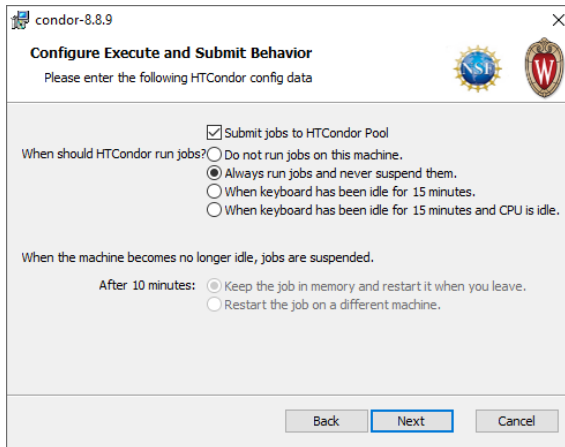 condor-8.8.9
Configure Execute and Submit Behavior
Please enter the following HTCondor config data
NSF
W
Submit jobs to HTCondor Pool
When should HTCondor run jobs? Do not run jobs on this machine.
Always run jobs and never suspend them.
When keyboard has been idle for 15 minutes.
When keyboard has been idle for 15 minutes and CPU is idle.
When the machine becomes no longer idle, jobs are suspended.
After 10 minutes: Keep the job in memory and restart it when you leave.
Restart the job on a different machine.
Back Next Cancel